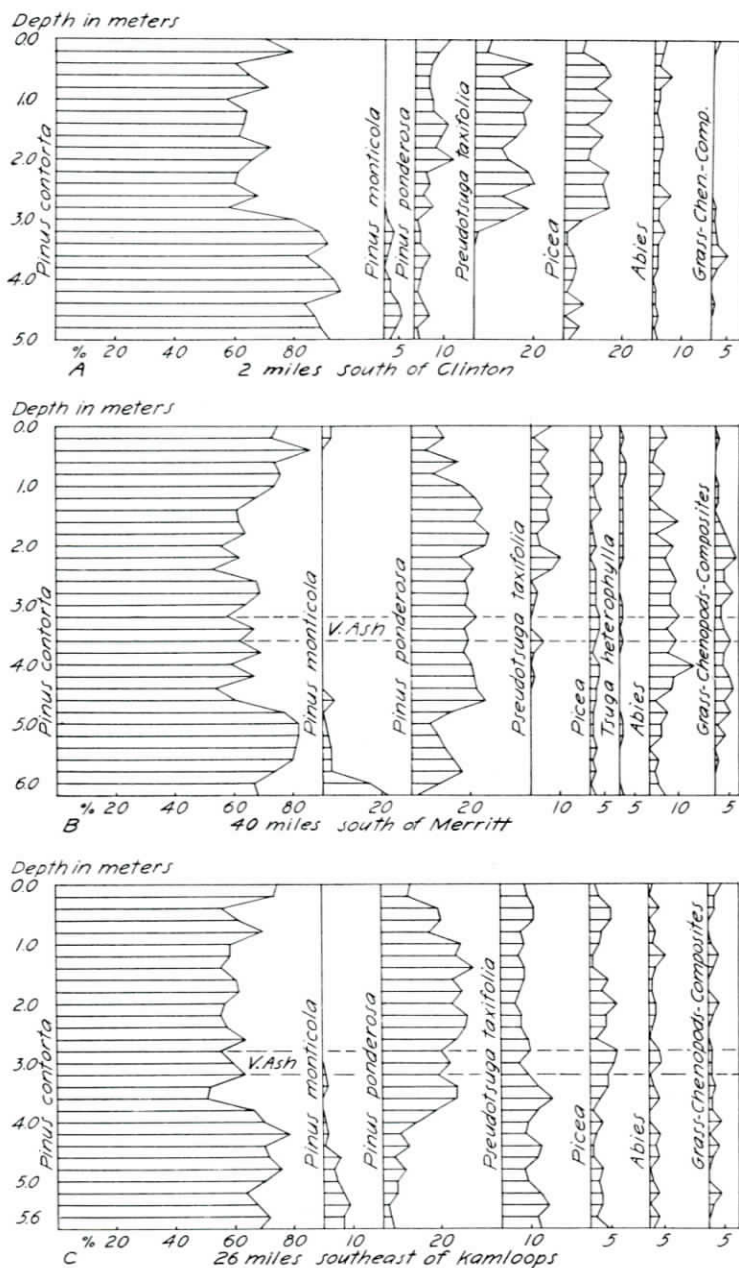 Depth in meters
0.0
1.0
2.0
3.0
4.0
5.0
Pinus contorta
Pinus monticola
Pinus ponderosa
Pseudotsuga taxifolia
Picea
Abies
Grass-Chen.-Comp.
% 20 40 60 80 5 10 20 20 10 5
A 2 miles south of Clinton
Depth in meters
0.0
1.0
2.0
3.0
4.0
5.0
6.0
Pinus contorta
Pinus monticola
V. Ash
Pinus ponderosa
Pseudotsuga taxifolia
Picea
Tsuga heterophylla
Abies
Grass-Chenopods-Composites
% 20 40 60 80 20 10 5 5 10 5
B 40 miles south of Merritt
Depth in meters
0.0
1.0
2.0
3.0
4.0
5.0
5.6
Pinus contorta
V. Ash
Pinus monticola
Pinus ponderosa
Pseudotsuga taxifolia
Picea
Abies
Grass-Chenopods-Composites
% 20 40 60 80 20 10 5 5 5
C 26 miles southeast of Kamloops